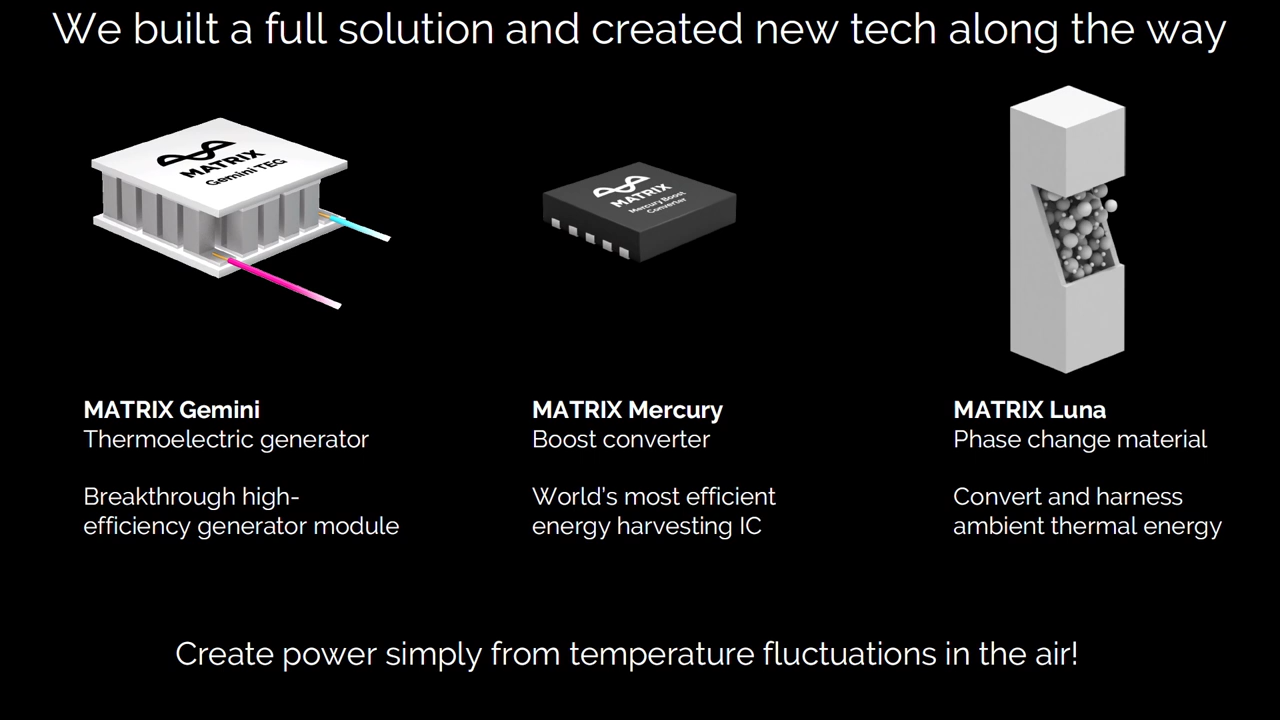 We built a full solution and created new tech along the way
MATRIX
Gemini TEG
MATRIX
Mercury Boost
Converter
MATRIX Gemini
Thermoelectric generator
Breakthrough high-
efficiency generator module
MATRIX Mercury
Boost converter
World's most efficient
energy harvesting IC
MATRIX Luna
Phase change material
Convert and harness
ambient thermal energy
Create power simply from temperature fluctuations in the air!